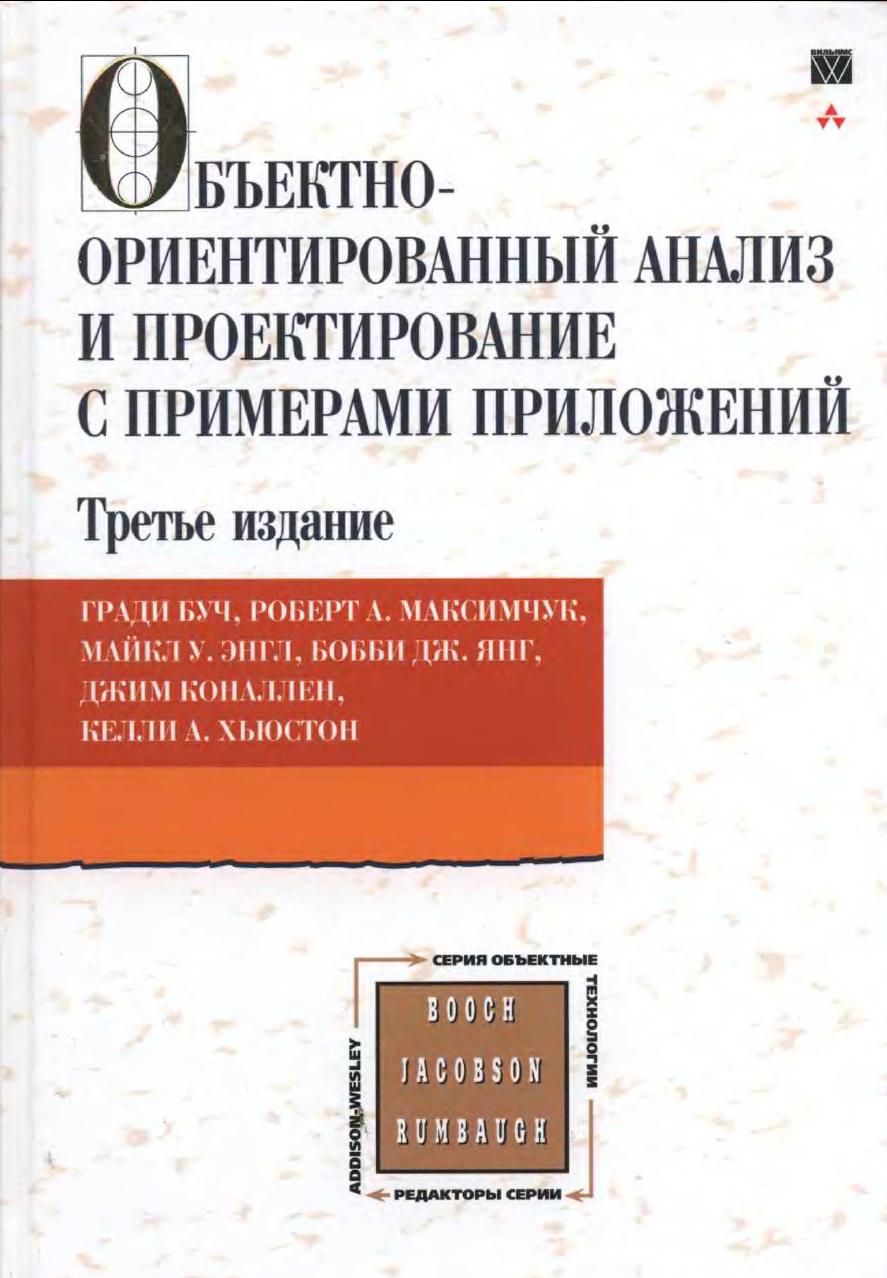 ВИЛЬЯМС
ОБЪЕКТНО-
ОРИЕНТИРОВАННЫЙ АНАЛИЗ
И ПРОЕКТИРОВАНИЕ
С ПРИМЕРАМИ ПРИЛОЖЕНИЙ
Третье издание
ГРАДИ БУЧ, РОБЕРТ А. МАКСИМЧУК,
МАЙКЛ У. ЭНГЛ, БОББИ ДЖ. ЯНГ,
ДЖИМ КОНАЛЛЕН,
КЕЛЛИ А. ХЬЮСТОН
СЕРИЯ ОБЪЕКТНЫЕ
ТЕХНОЛОГИИ
BOOCH
JACOBSON
RUMBAUGH
ADDISON-WESLEY
РЕДАКТОРЫ СЕРИИ